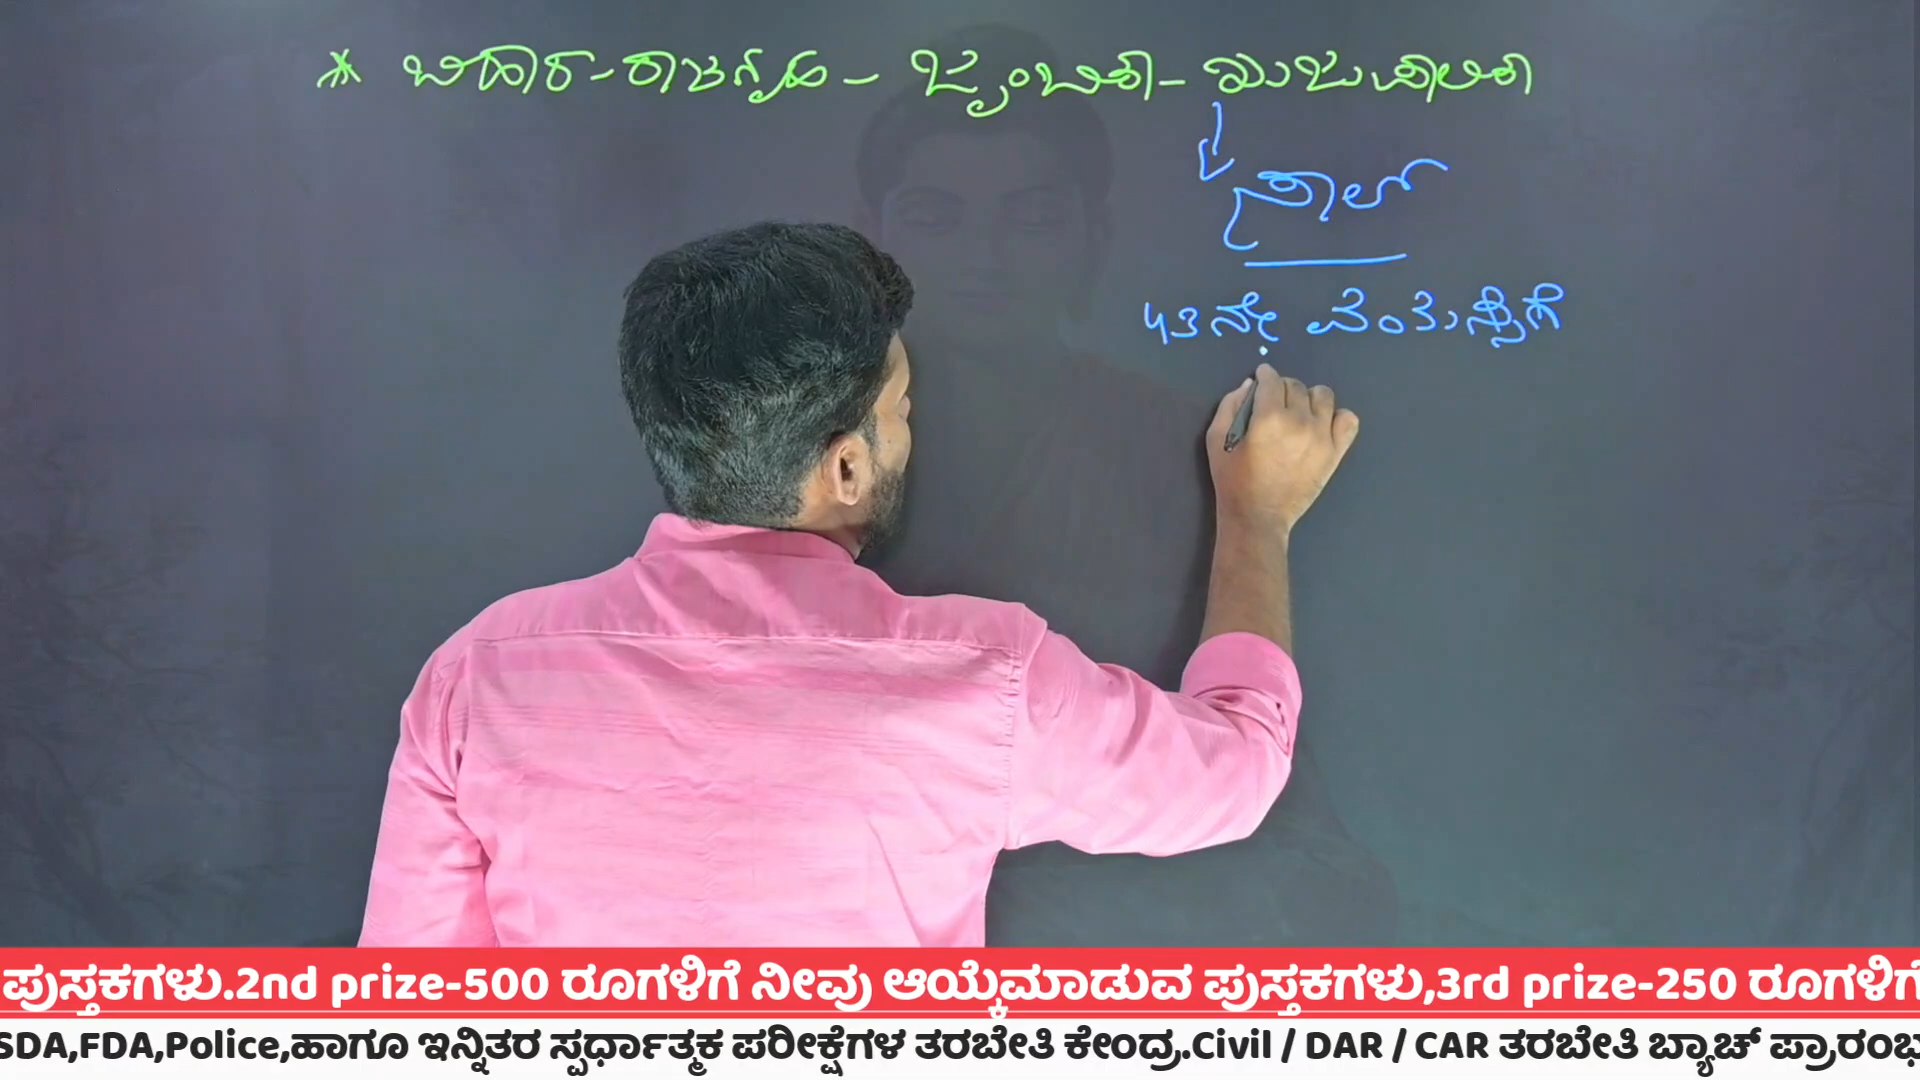 * ಬಿಹಾರ - ರಾಜಗೃಹ - ಜೃಂಬಿಕಾ - ಋಜುಪಾಲಿಕಾ
ಸಾಲ್
43ನೇ ವಯಸ್ಸಿಗೆ
ಪುಸ್ತಕಗಳು.2nd prize-500 ರೂಗಳಿಗೆ ನೀವು ಆಯ್ಕೆಮಾಡುವ ಪುಸ್ತಕಗಳು,3rd prize-250 ರೂಗಳಿಗೆ
SDA,FDA,Police,ಹಾಗೂ ಇನ್ನಿತರ ಸ್ಪರ್ಧಾತ್ಮಕ ಪರೀಕ್ಷೆಗಳ ತರಬೇತಿ ಕೇಂದ್ರ.Civil / DAR / CAR ತರಬೇತಿ ಬ್ಯಾಚ್ ಪ್ರಾರಂಭ